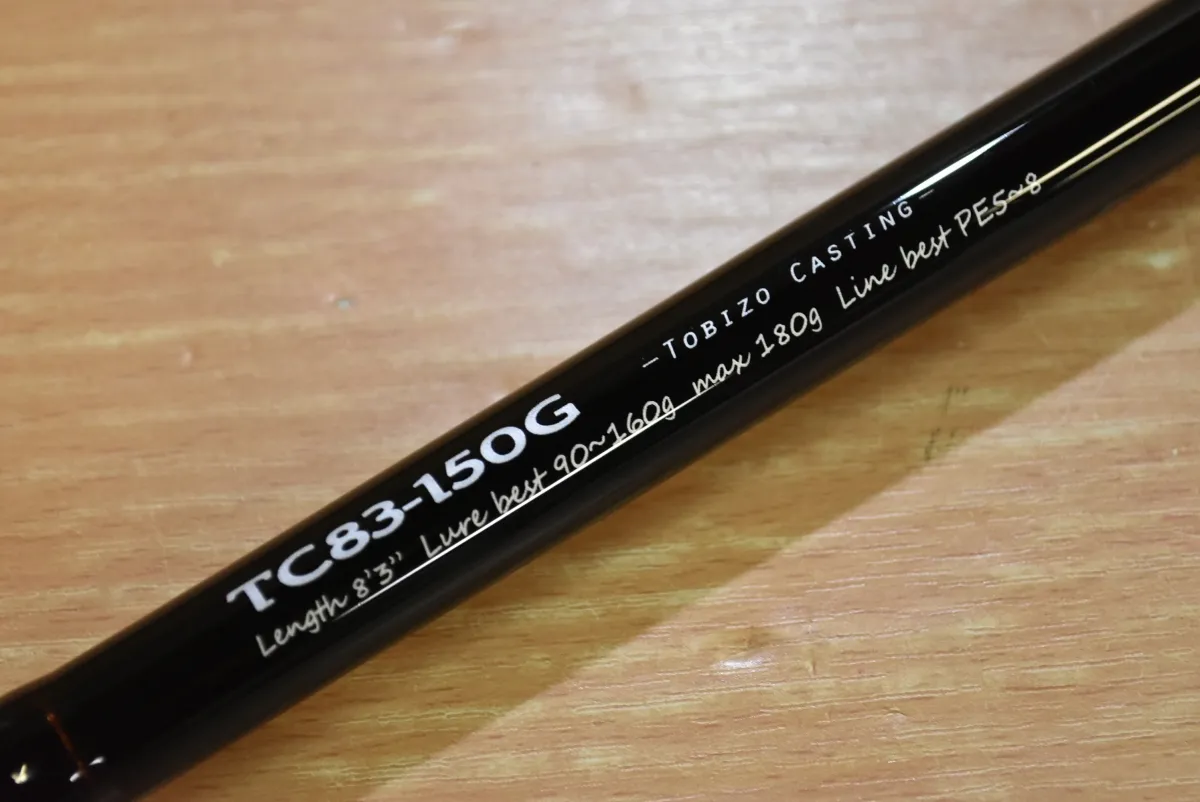 —TOBIZO CASTING—
TC83-150G
Length 8'3" Lure best 90~160g max 180g Line best PE5~8